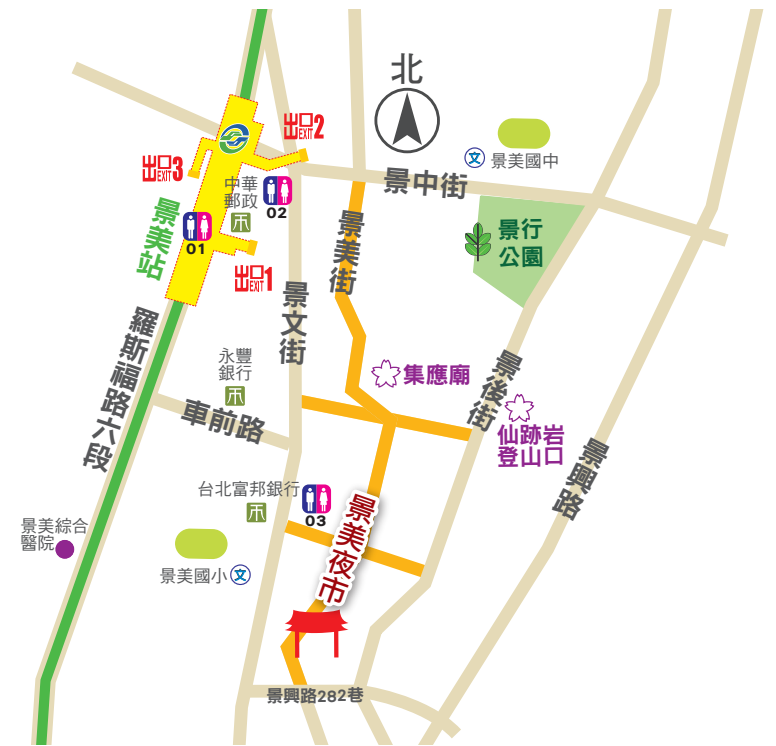 北
出口2
EXIT
文
景美國中
出口3
EXIT
中華
郵政
02
景中街
01
景美站
景美街
景行
公園
出口1
EXIT
景文街
羅斯福路六段
永豐
銀行
車前路
集應廟
景後街
仙跡岩
登山口
景興路
台北富邦銀行
03
景美夜市
景美綜合
醫院
景美國小
文
景興路282巷